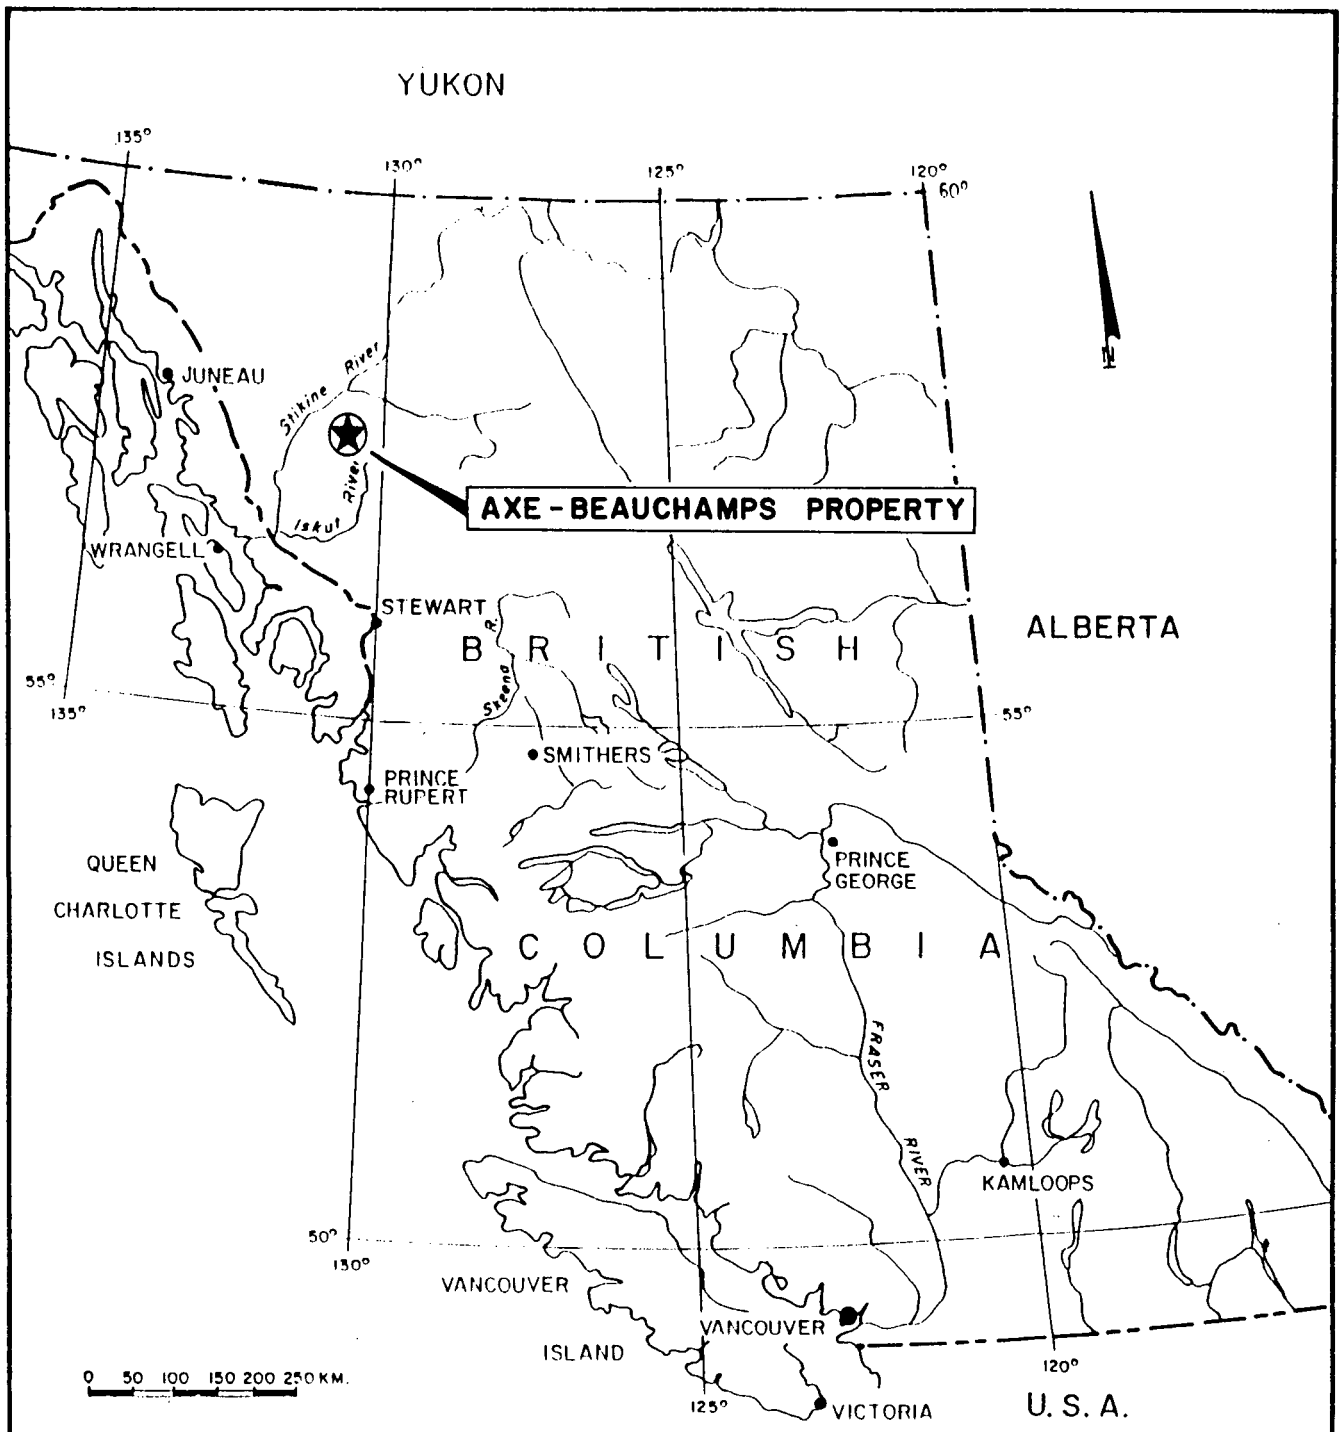 YUKON
135°
130°
125°
120°
60°
N
JUNEAU
Stikine River
AXE-BEAUCHAMPS PROPERTY
Iskut River
WRANGELL
STEWART
ALBERTA
BRITISH
Skeena R.
55°
135°
55°
SMITHERS
PRINCE
RUPERT
PRINCE
GEORGE
QUEEN
CHARLOTTE
ISLANDS
COLUMBIA
FRASER
RIVER
KAMLOOPS
50°
130°
VANCOUVER
ISLAND
VANCOUVER
120°
0 50 100 150 200 250 KM.
125°
VICTORIA
U.S.A.